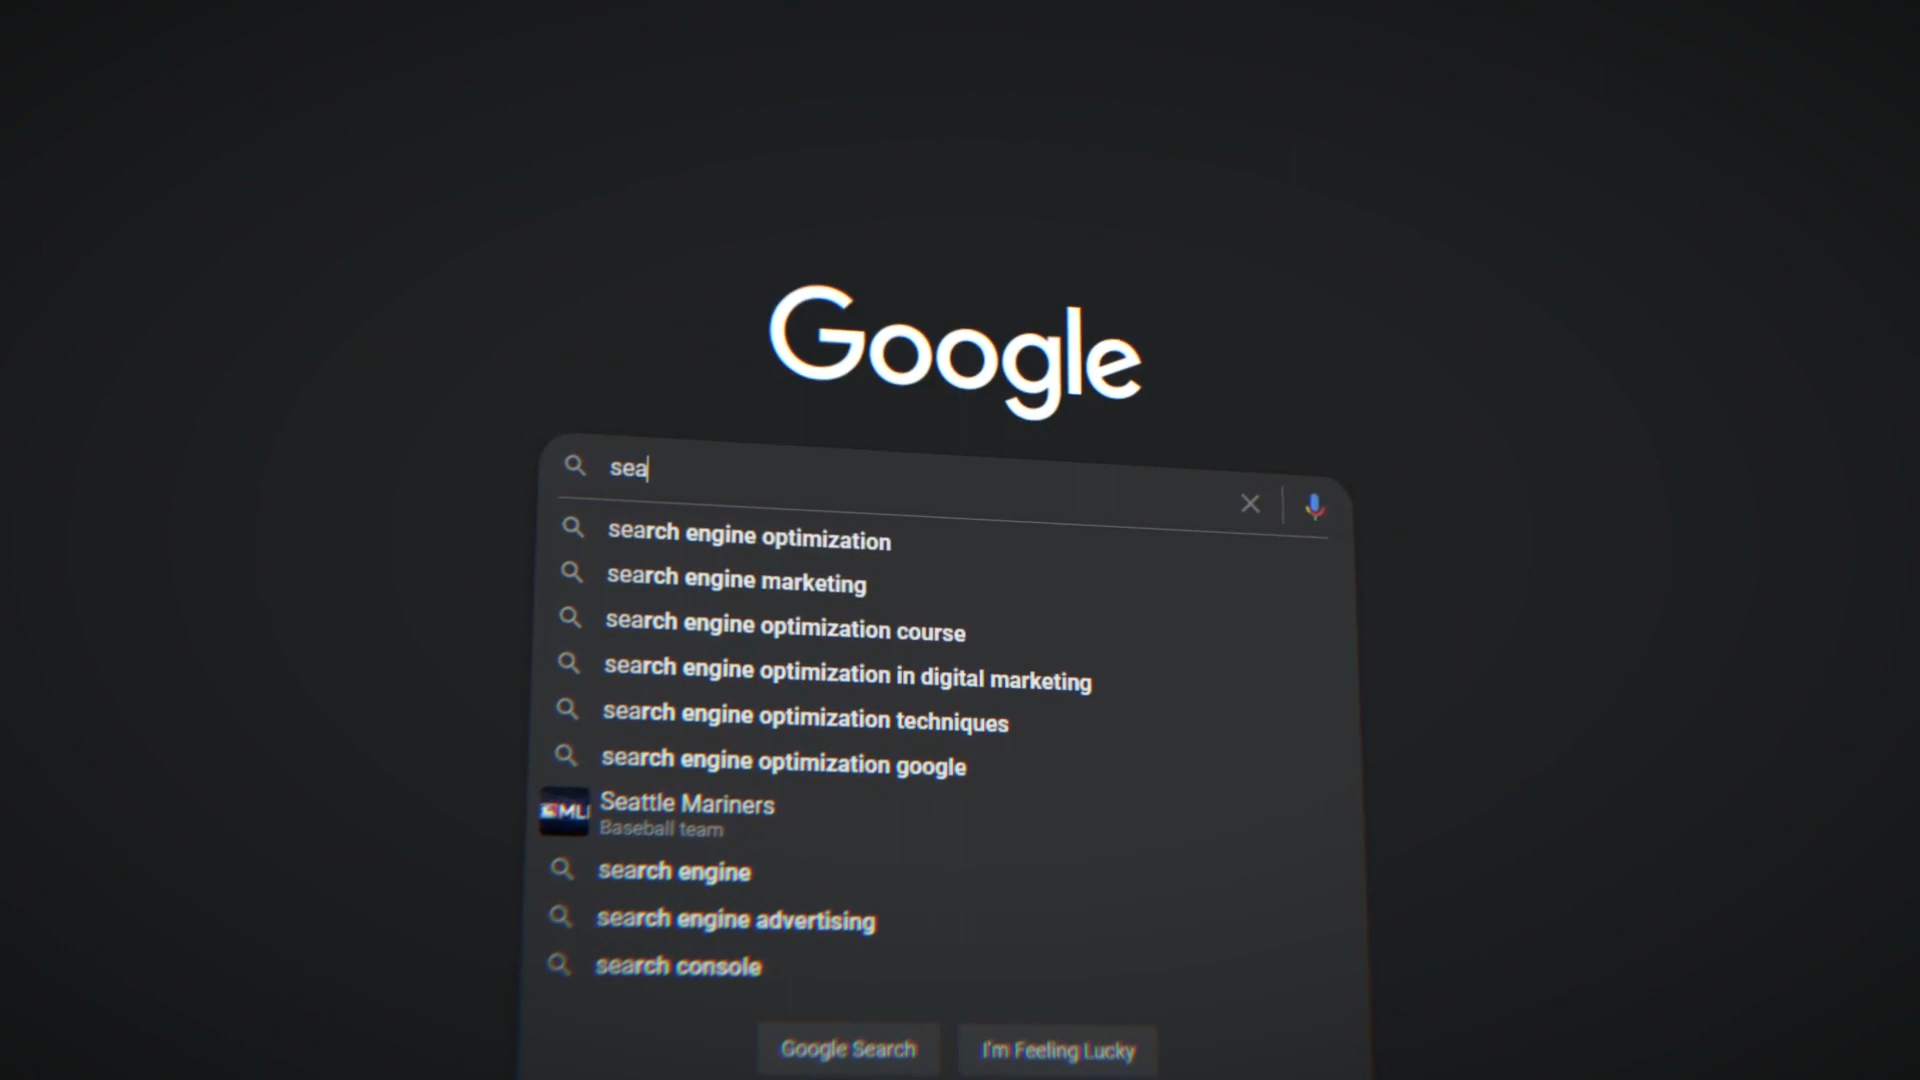 Google
sea
search engine optimization
search engine marketing
search engine optimization course
search engine optimization in digital marketing
search engine optimization techniques
search engine optimization google
MLB
Seattle Mariners
Baseball team
search engine
search engine advertising
search console
Google Search I'm Feeling Lucky